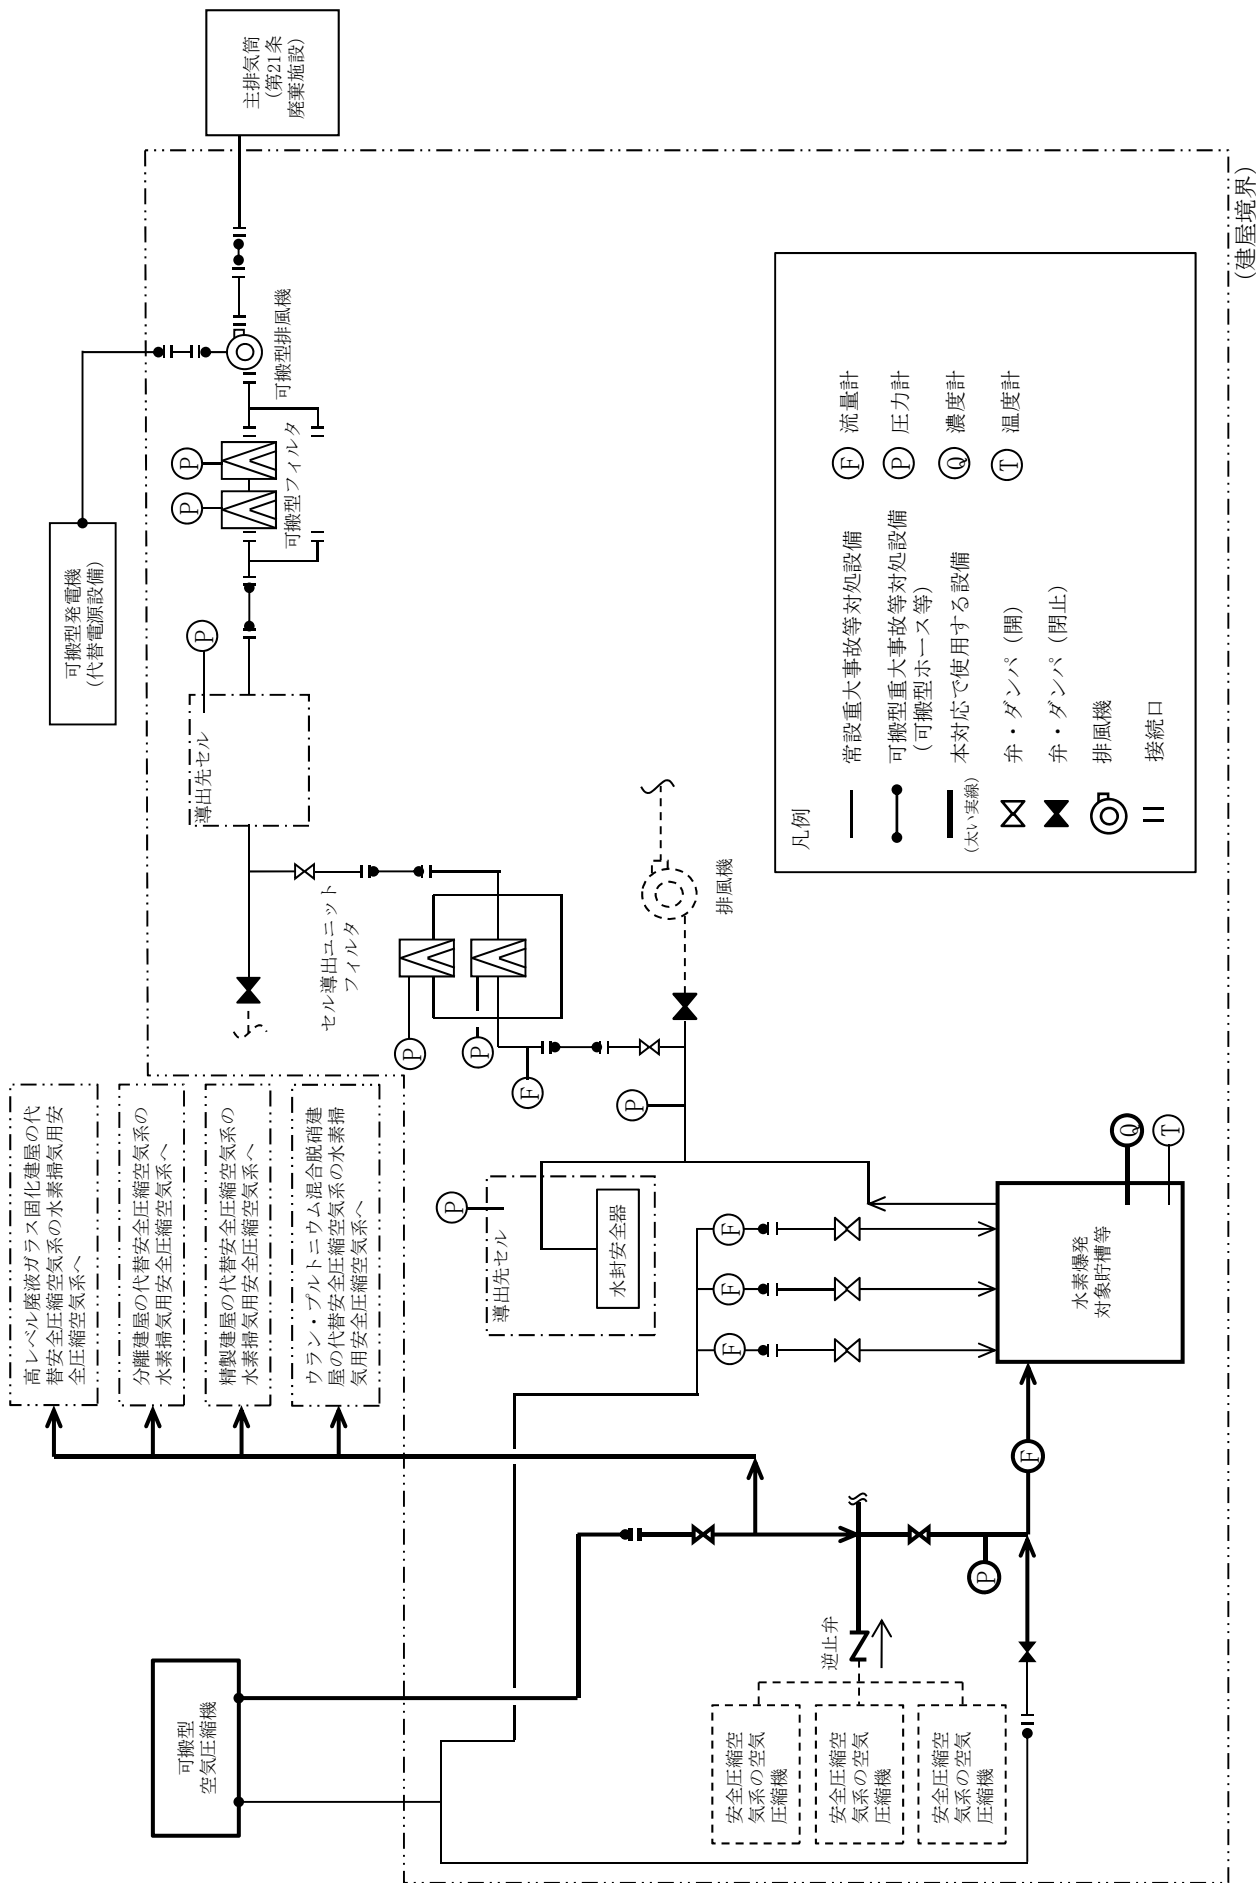 主排気筒
(第21条
廃棄施設)
可搬型発電機
(代替電源設備)
可搬型排風機
P
P
可搬型フィルタ
P
導出先セル
セル導出ユニット
フィルタ
排風機
P
P
F
P
(建屋境界)
凡例
常設重大事故等対処設備
可搬型重大事故等対処設備
(可搬型ホース等)
(太い実線)
本対応で使用する設備
弁・ダンパ (開)
弁・ダンパ (閉止)
排風機
接続口
F
流量計
P
圧力計
Q
濃度計
T
温度計
高レベル廃液ガラス固化建屋の代
替安全圧縮空気系の水素掃気用安
全圧縮空気系へ
分離建屋の代替安全圧縮空気系の
水素掃気用安全圧縮空気系へ
精製建屋の代替安全圧縮空気系の
水素掃気用安全圧縮空気系へ
ウラン・プルトニウム混合脱硝建
屋の代替安全圧縮空気系の水素掃
気用安全圧縮空気系へ
P
導出先セル
水封安全器
F
F
F
Q
T
水素爆発
対象貯槽等
F
P
可搬型
空気圧縮機
逆止弁
安全圧縮空
気系の空気
圧縮機
安全圧縮空
気系の空気
圧縮機
安全圧縮空
気系の空気
圧縮機